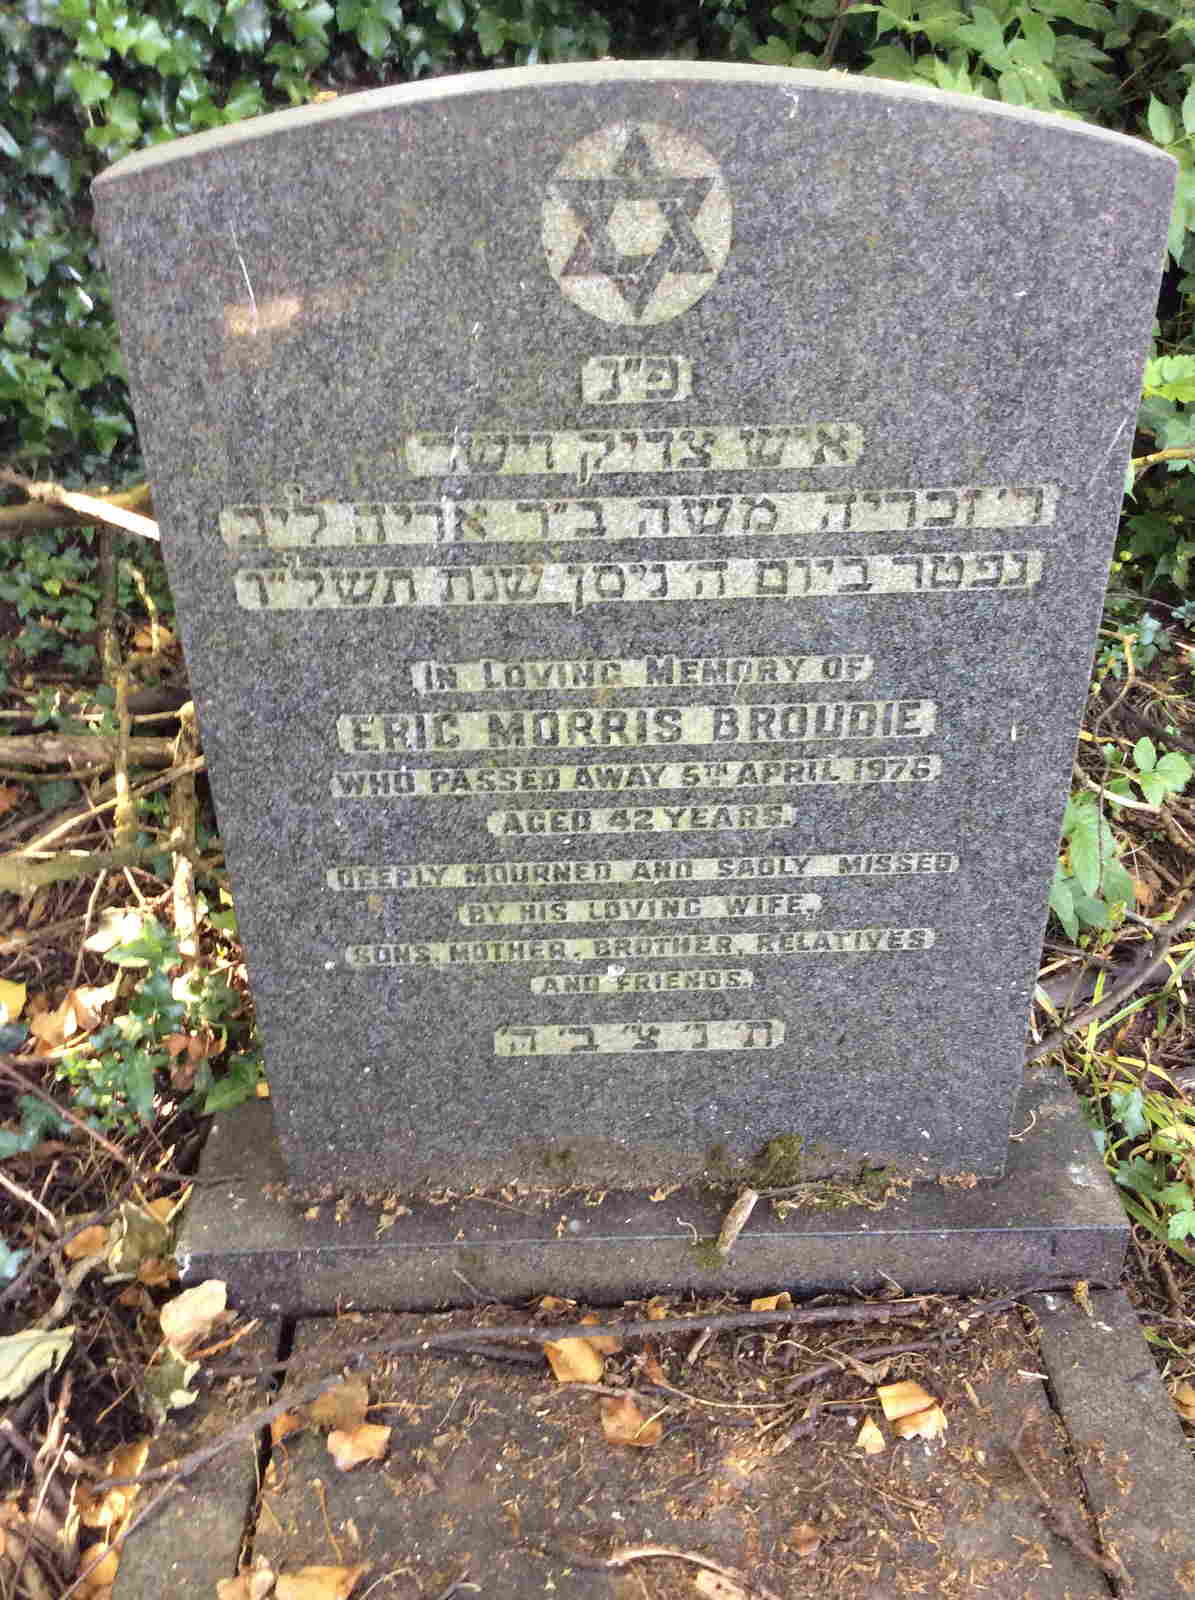 פ״נ
איש צדיק וישר
ר׳ זכריה משה ב״ר אריה ליב
נפטר ביום ה׳ ניסן שנת תשל״ו
IN LOVING MEMORY OF
ERIC MORRIS BROUDIE
WHO PASSED AWAY 5TH APRIL 1976
AGED 42 YEARS.
DEEPLY MOURNED AND SADLY MISSED
BY HIS LOVING WIFE,
SONS, MOTHER, BROTHER, RELATIVES
AND FRIENDS.
ת׳ נ׳ צ׳ ב׳ ה׳